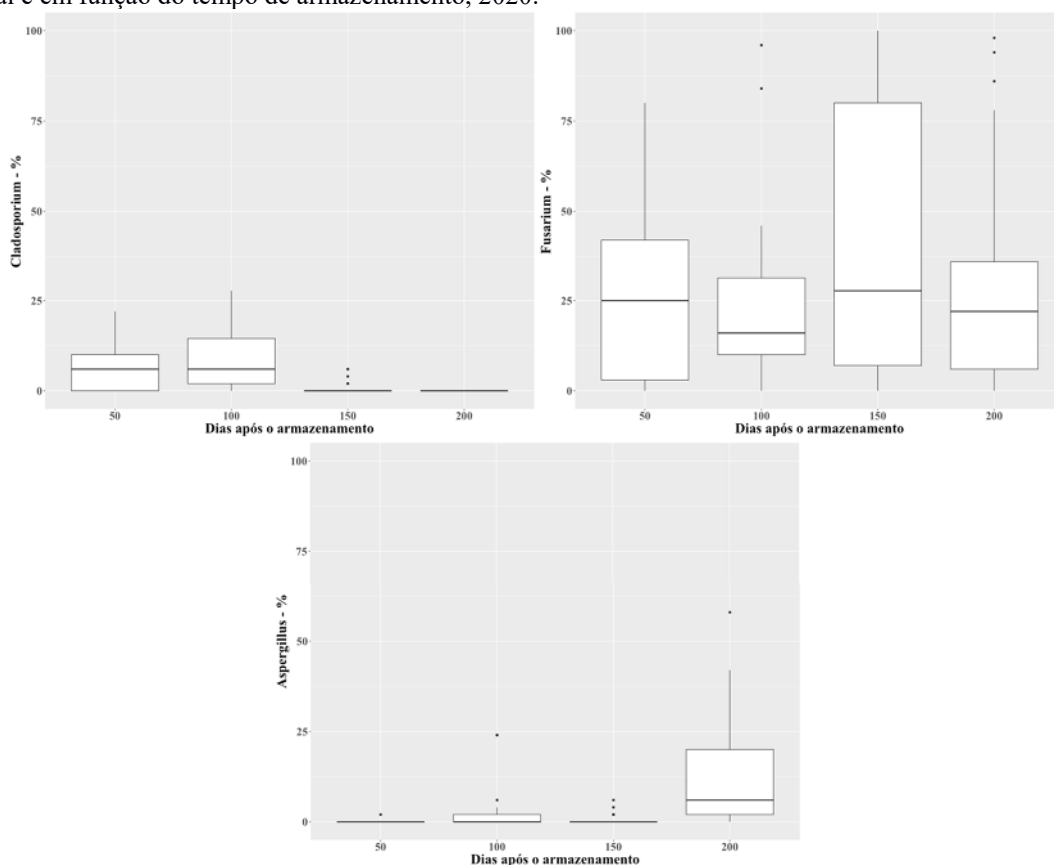 al e em função do tempo de armazenamento, 2020.
100
75
50
25
0
Cladosporium - %
50 100 150 200
Dias após o armazenamento
100
75
50
25
0
Fusarium - %
50 100 150 200
Dias após o armazenamento
100
75
50
25
0
Aspergillus - %
50 100 150 200
Dias após o armazenamento